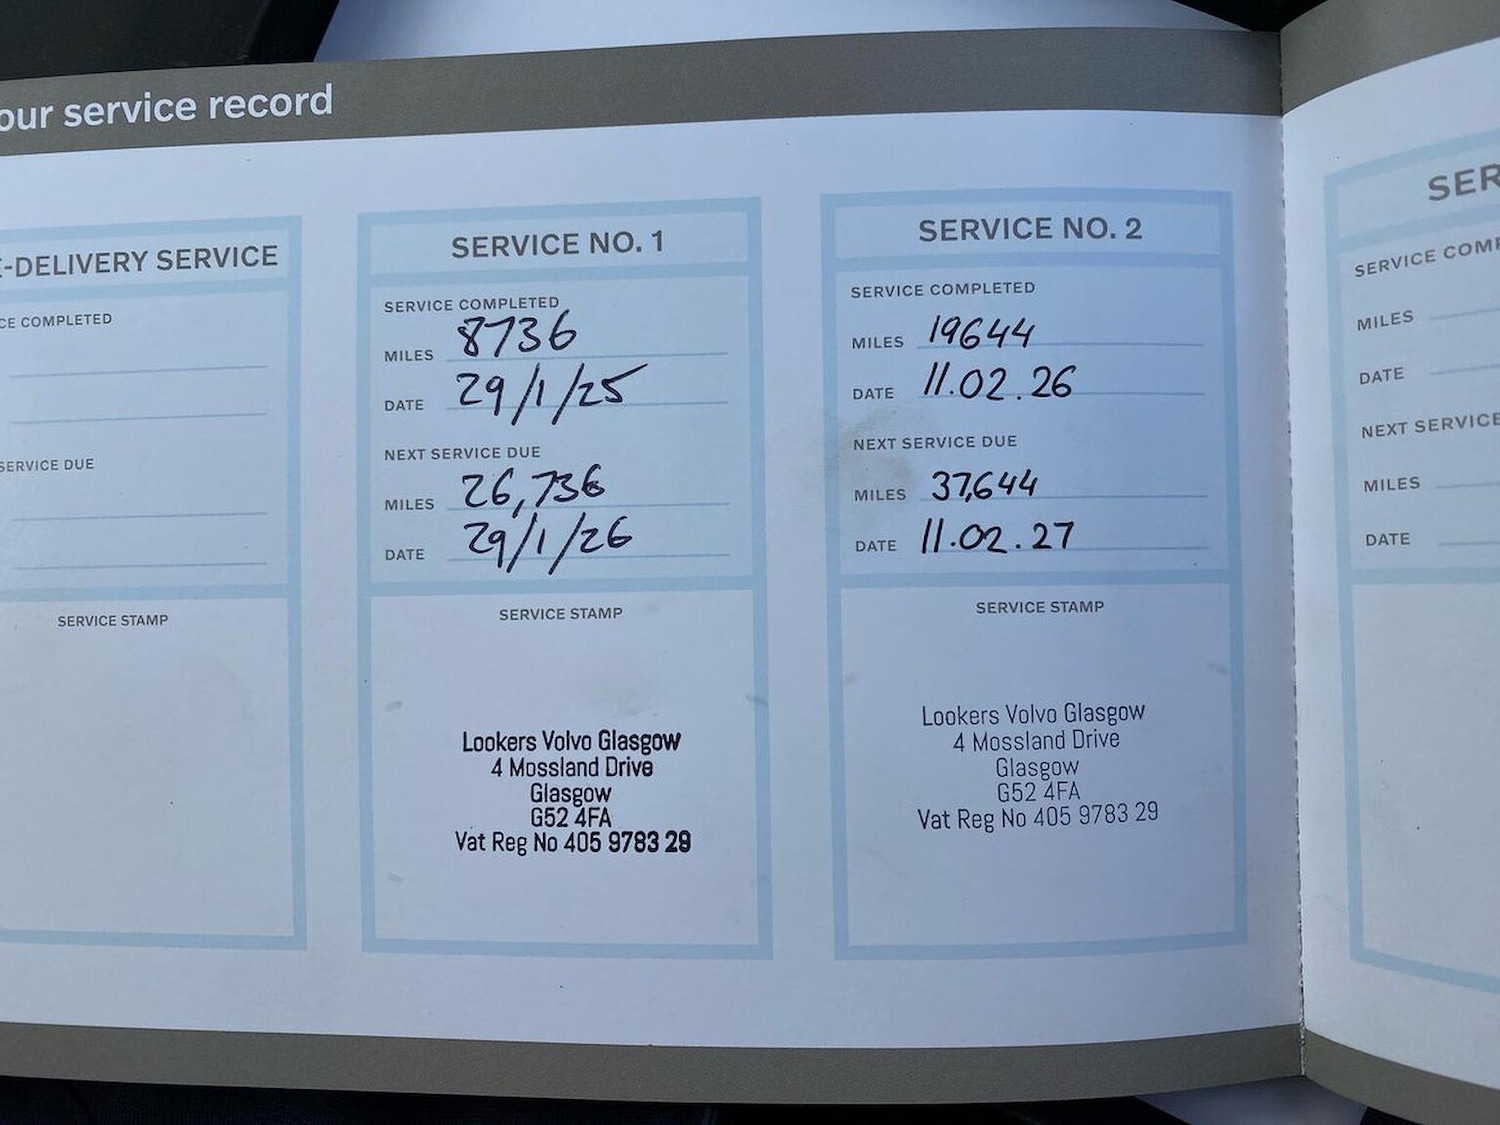 our service record
E-DELIVERY SERVICE
CE COMPLETED
SERVICE DUE
SERVICE STAMP
SERVICE NO. 1
SERVICE COMPLETED
MILES 8736
DATE 29/1/25
NEXT SERVICE DUE
MILES 26,736
DATE 29/1/26
SERVICE STAMP
Lookers Volvo Glasgow
4 Mossland Drive
Glasgow
G52 4FA
Vat Reg No 405 9783 29
SERVICE NO. 2
SERVICE COMPLETED
MILES 19644
DATE 11.02.26
NEXT SERVICE DUE
MILES 37,644
DATE 11.02.27
SERVICE STAMP
Lookers Volvo Glasgow
4 Mossland Drive
Glasgow
G52 4FA
Vat Reg No 405 9783 29
SER
SERVICE COMP
MILES
DATE
NEXT SERVICE
MILES
DATE